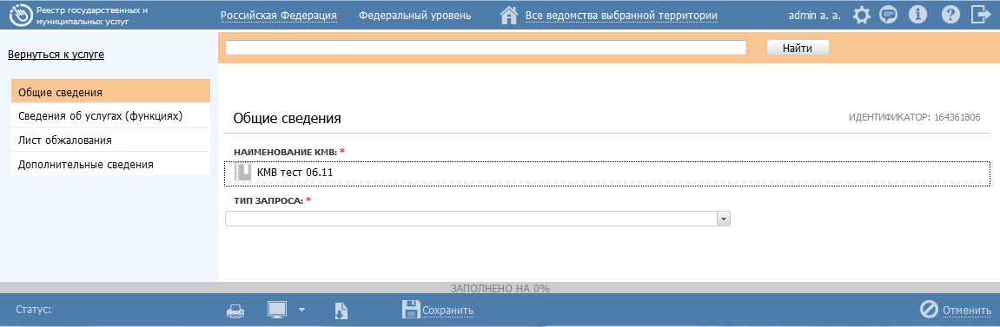 Реестр государственных и
муниципальных услуг
Российская Федерация
Федеральный уровень
Все ведомства выбранной территории
admin a. a.
Вернуться к услуге
Найти
Общие сведения
Сведения об услугах (функциях)
Лист обжалования
Дополнительные сведения
Общие сведения
ИДЕНТИФИКАТОР: 164361806
НАИМЕНОВАНИЕ КМВ: *
КМВ тест 06.11
ТИП ЗАПРОСА: *
ЗАПОЛНЕНО НА 0%
Статус:
Сохранить
Отменить